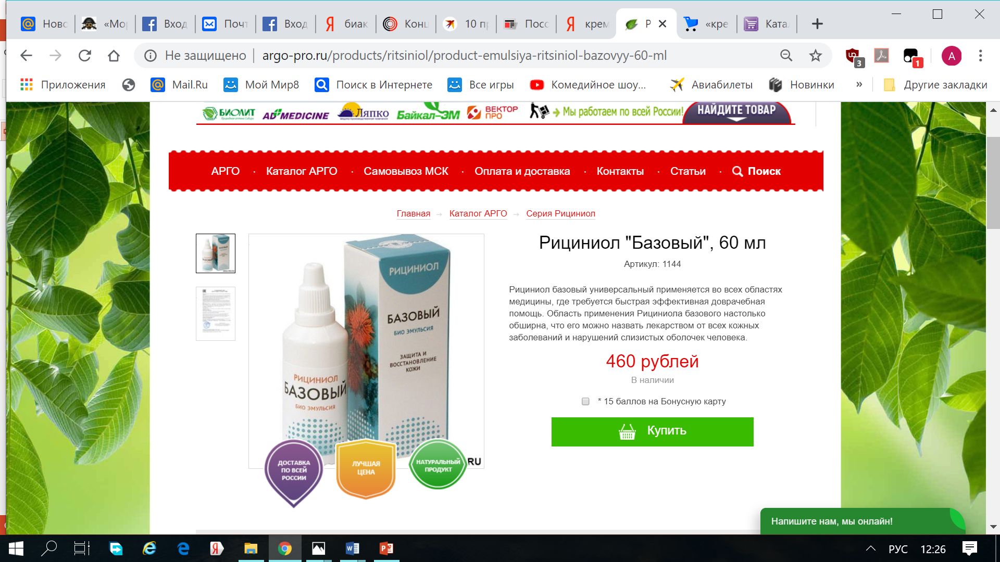 Ново
«Мор
Вход
Почт
Вход
биак
Конц
10 пр
Посс
крем
Р
«кре
Ката
Не защищено
argo-pro.ru/products/ritsiniol/product-emulsiya-ritsiniol-bazovyy-60-ml
3
1
A
Приложения
Mail.Ru
Мой Мир8
Поиск в Интернете
Все игры
Комедийное шоу...
Авиабилеты
Новинки
»
Другие закладки
БИОЛИТ
AD MEDICINE
Ляпко
Байкал-ЭМ
ВЕКТОР ПРО
Мы работаем по всей России!
НАЙДИТЕ ТОВАР
АРГО · Каталог АРГО · Самовывоз МСК · Оплата и доставка · Контакты · Статьи · Поиск
Главная → Каталог АРГО → Серия Рициниол
РИЦИНИОЛ
БАЗОВЫЙ
БИО ЭМУЛЬСИЯ
ЗАЩИТА И
ВОССТАНОВЛЕНИЕ
КОЖИ
РИЦИНИОЛ
БАЗОВЫЙ
БИО ЭМУЛЬСИЯ
ДОСТАВКА
ПО ВСЕЙ
РОССИИ
ЛУЧШАЯ
ЦЕНА
НАТУРАЛЬНЫЙ
ПРОДУКТ
RU
Рициниол "Базовый", 60 мл
Артикул: 1144
Рициниол базовый универсальный применяется во всех областях
медицины, где требуется быстрая эффективная доврачебная
помощь. Область применения Рициниола базового настолько
обширна, что его можно назвать лекарством от всех кожных
заболеваний и нарушений слизистых оболочек человека.
460 рублей
В наличии
* 15 баллов на Бонусную карту
Купить
Напишите нам, мы онлайн!
РУС
12:26